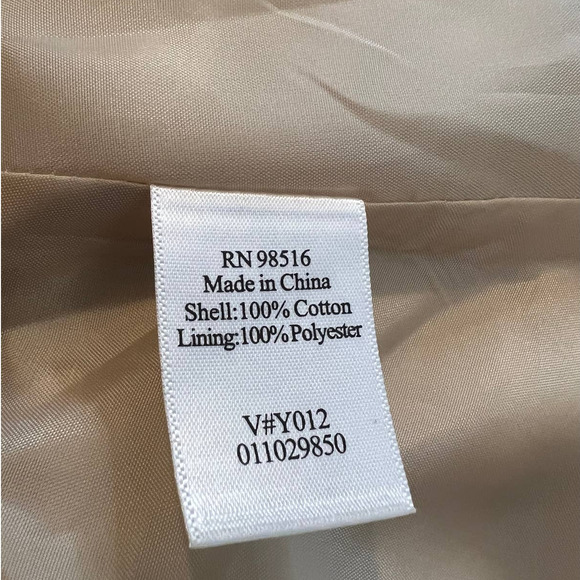 RN 98516
Made in China
Shell:100% Cotton
Lining:100%Polyester
V#Y012
011029850